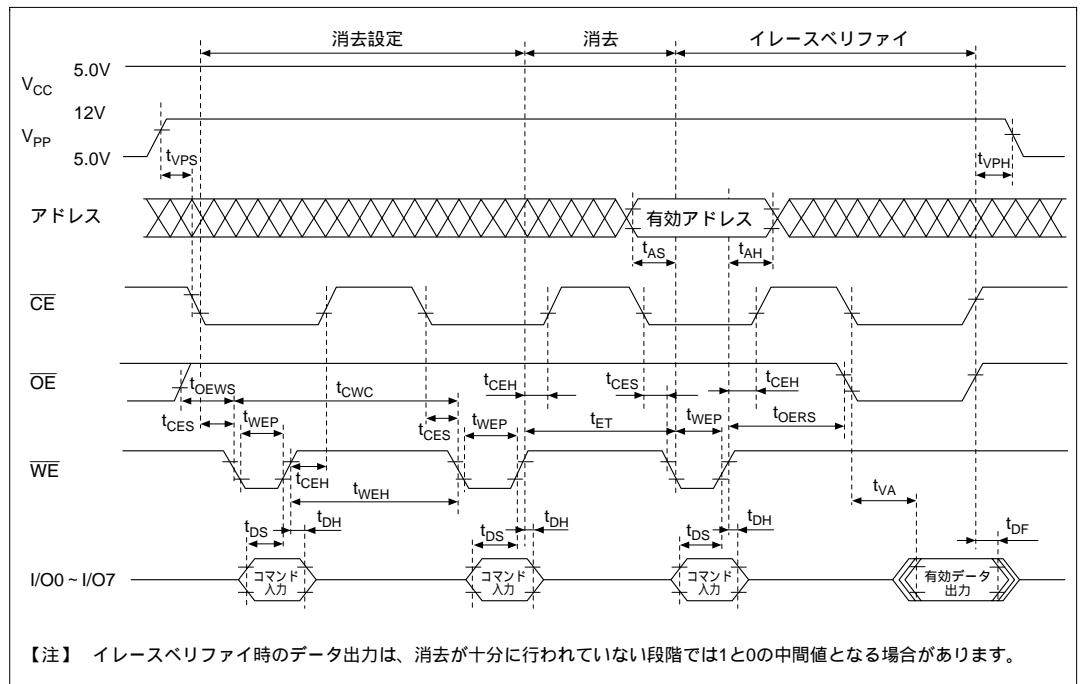 消去設定 消去 イレースベリファイ
VCC 5.0V
VPP 12V
5.0V
tVPS tVPH
アドレス 有効アドレス
tAS tAH
CE
OE
tOEWS tCWC tCEH tCES tCEH
tCES tWEP tCES tWEP tET tWEP tOERS
WE
tCEH
tWEH
tVA
tDS tDH tDS tDH tDS tDH tDF
I/O0 ~ I/O7 コマンド入力 コマンド入力 コマンド入力 有効データ出力
【注】 イレースベリファイ時のデータ出力は、消去が十分に行われていない段階では1と0の中間値となる場合があります。